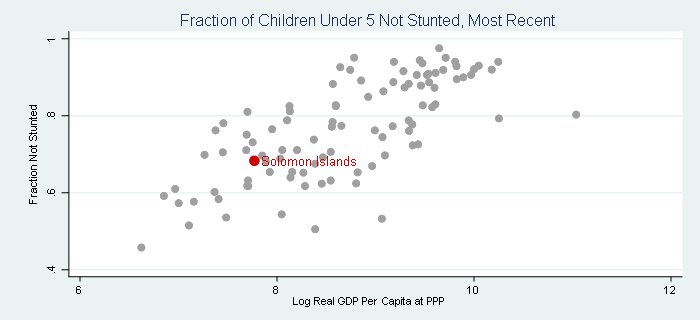 Fraction of Children Under 5 Not Stunted, Most Recent
Fraction Not Stunted
1
.8
.6
.4
Solomon Islands
6
8
10
12
Log Real GDP Per Capita at PPP